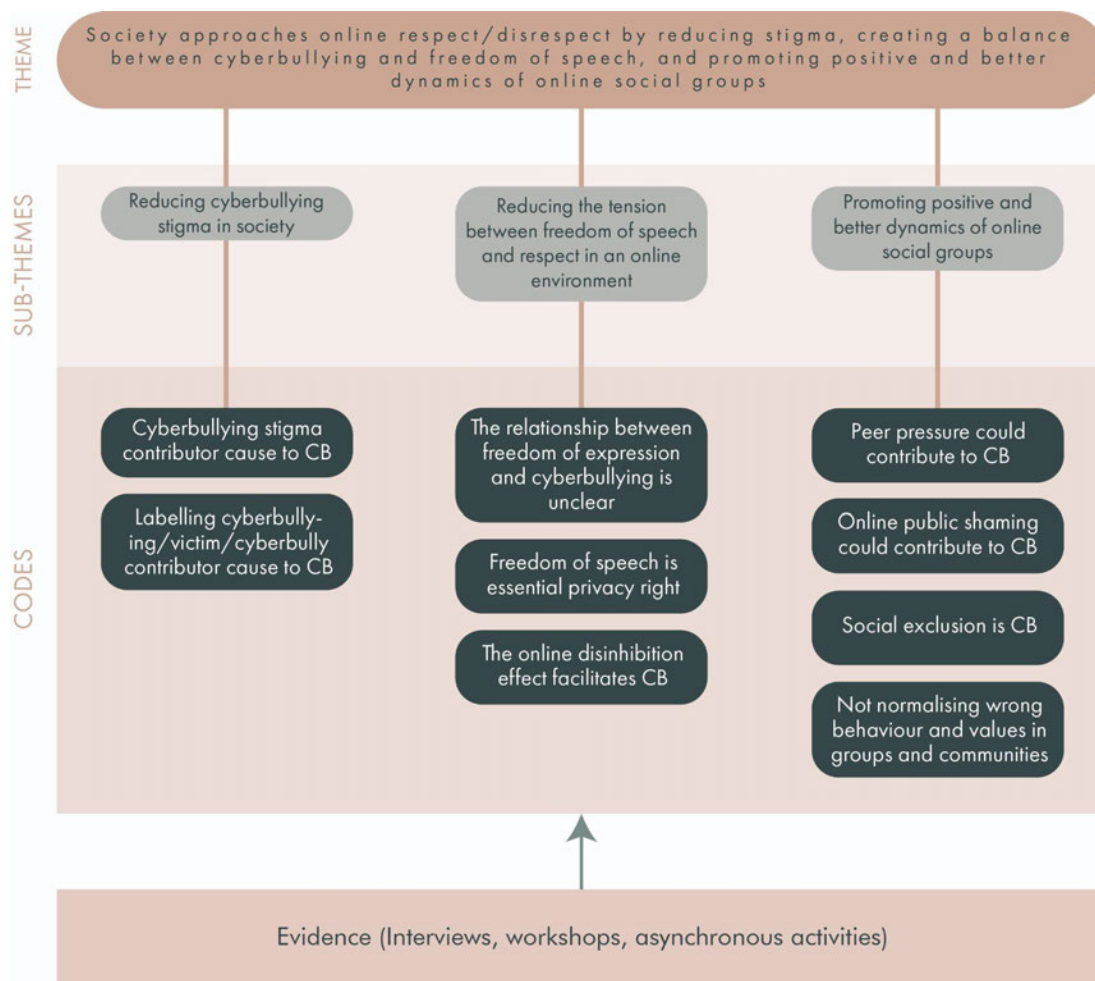 THEME
Society approaches online respect/disrespect by reducing stigma, creating a balance
between cyberbullying and freedom of speech, and promoting positive and better
dynamics of online social groups
SUB-THEMES
Reducing cyberbullying
stigma in society
Reducing the tension
between freedom of speech
and respect in an online
environment
Promoting positive and
better dynamics of online
social groups
CODES
Cyberbullying stigma
contributor cause to CB
Labelling cyberbully-
ing/victim/cyberbully
contributor cause to CB
The relationship between
freedom of expression
and cyberbullying is
unclear
Freedom of speech is
essential privacy right
The online disinhibition
effect facilitates CB
Peer pressure could
contribute to CB
Online public shaming
could contribute to CB
Social exclusion is CB
Not normalising wrong
behaviour and values in
groups and communities
Evidence (Interviews, workshops, asynchronous activities)